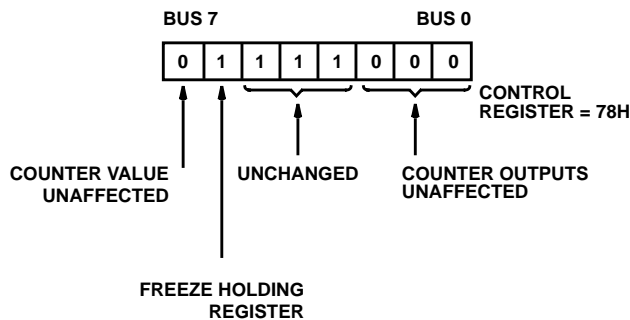 BUS 7 BUS 0
0 1 1 1 1 0 0 0
CONTROL
REGISTER = 78H
COUNTER VALUE
UNAFFECTED
UNCHANGED
COUNTER OUTPUTS
UNAFFECTED
FREEZE HOLDING
REGISTER